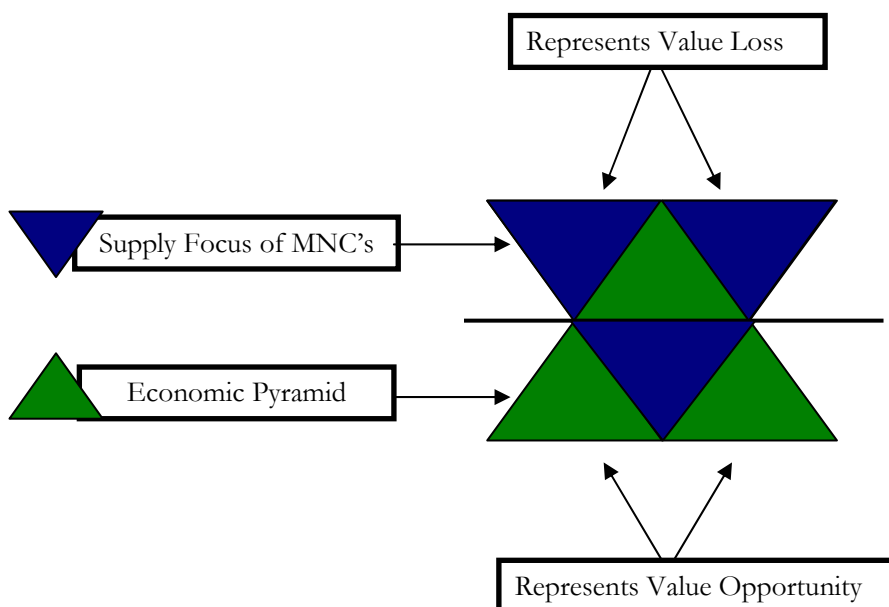 Represents Value Loss
Supply Focus of MNC's
Economic Pyramid
Represents Value Opportunity